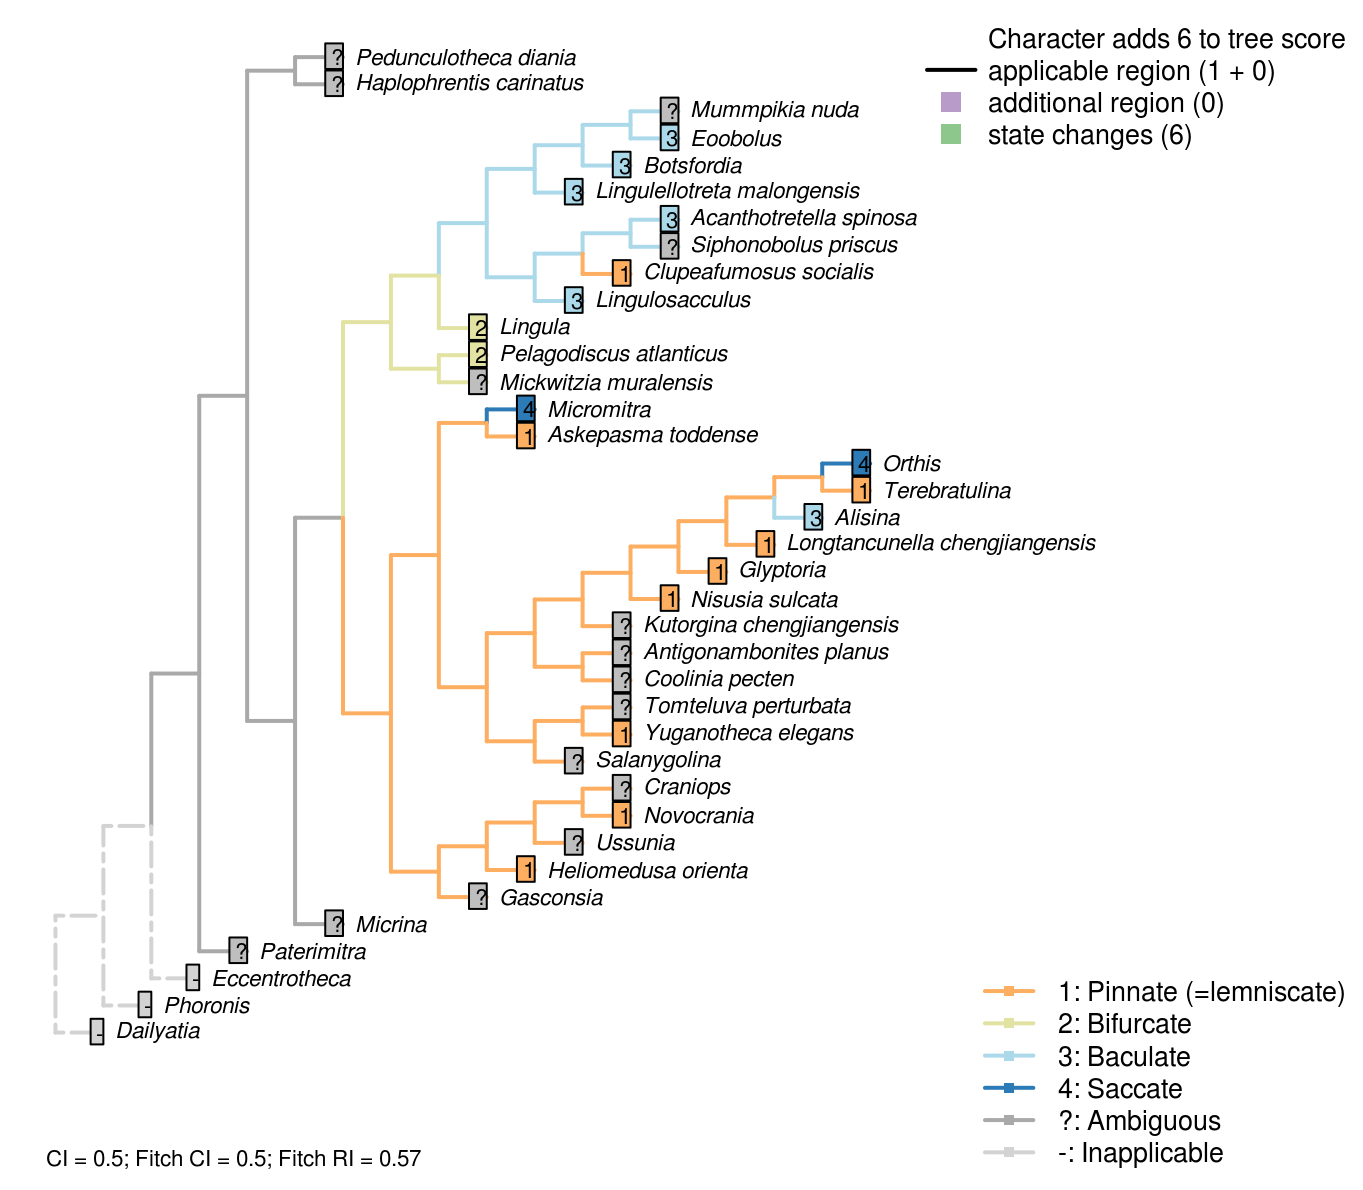 Character adds 6 to tree score
applicable region (1 + 0)
additional region (0)
state changes (6)
? Pedunculotheca diania
? Haplophrentis carinatus
? Mummpikia nuda
3 Eoobolus
3 Botsfordia
3 Lingulellotreta malongensis
3 Acanthotretella spinosa
? Siphonobolus priscus
1 Clupeafumosus socialis
3 Lingulosacculus
2 Lingula
2 Pelagodiscus atlanticus
? Mickwitzia muralensis
4 Micromitra
1 Askepasma toddense
4 Orthis
1 Terebratulina
3 Alisina
1 Longtancunella chengjiangensis
1 Glyptoria
1 Nisusia sulcata
? Kutorgina chengjiangensis
? Antigonambonites planus
? Coolinia pecten
? Tomteluva perturbata
1 Yuganotheca elegans
? Salanygolina
? Craniops
1 Novocrania
? Ussunia
1 Heliomedusa orienta
? Gasconsia
? Micrina
? Paterimitra
- Eccentrotheca
- Phoronis
- Dailyatia
1: Pinnate (=lemniscate)
2: Bifurcate
3: Baculate
4: Saccate
?: Ambiguous
-: Inapplicable
CI = 0.5; Fitch CI = 0.5; Fitch RI = 0.57